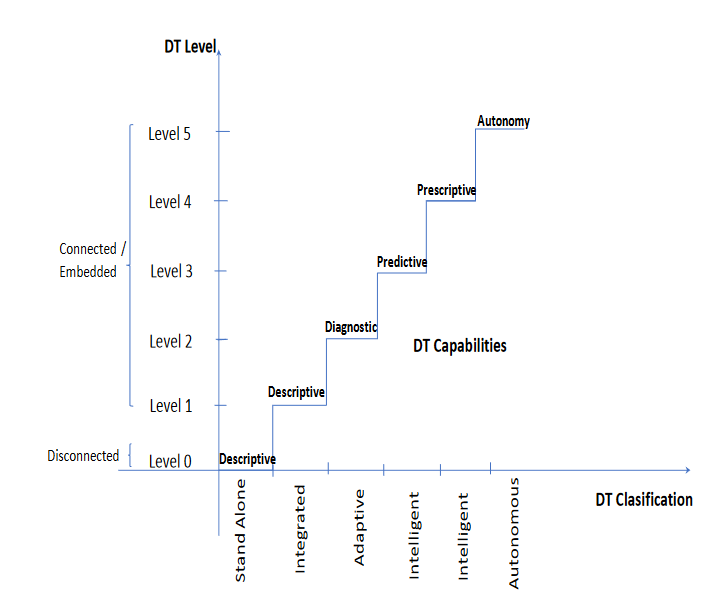 DT Level
Level 5
Autonomy
Level 4
Prescriptive
Connected /
Embedded
Level 3
Predictive
Level 2
Diagnostic
DT Capabilities
Level 1
Descriptive
Disconnected
Level 0
Descriptive
DT Clasification
Stand Alone
Integrated
Adaptive
Intelligent
Intelligent
Autonomous